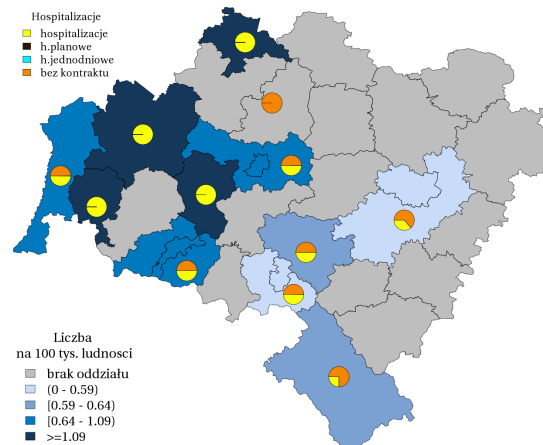 Hospitalizacje
hospitalizacje
h.planowe
h.jednodniowe
bez kontraktu
Liczba
na 100 tys. ludnosci
brak oddziału
(0 - 0.59)
[0.59 - 0.64)
[0.64 - 1.09)
>=1.09